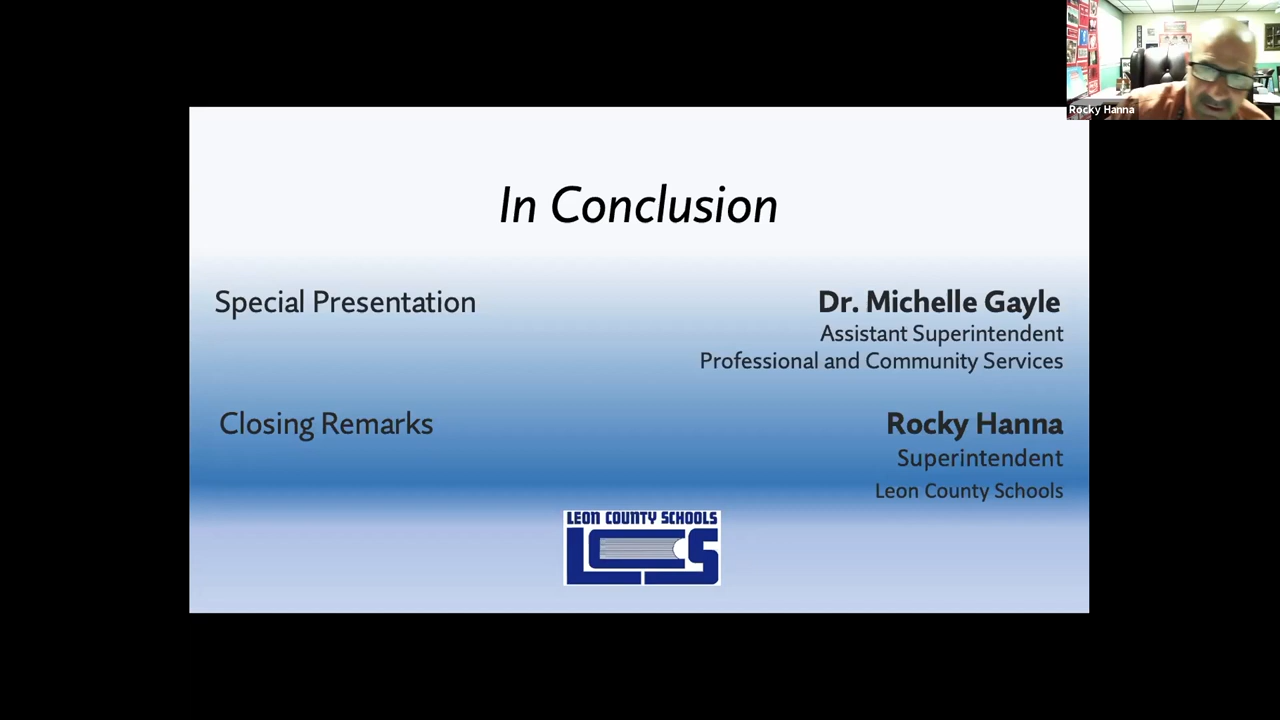 Rocky Hanna
In Conclusion
Special Presentation
Dr. Michelle Gayle
Assistant Superintendent
Professional and Community Services
Closing Remarks
Rocky Hanna
Superintendent
Leon County Schools
LEON COUNTY SCHOOLS
LCS